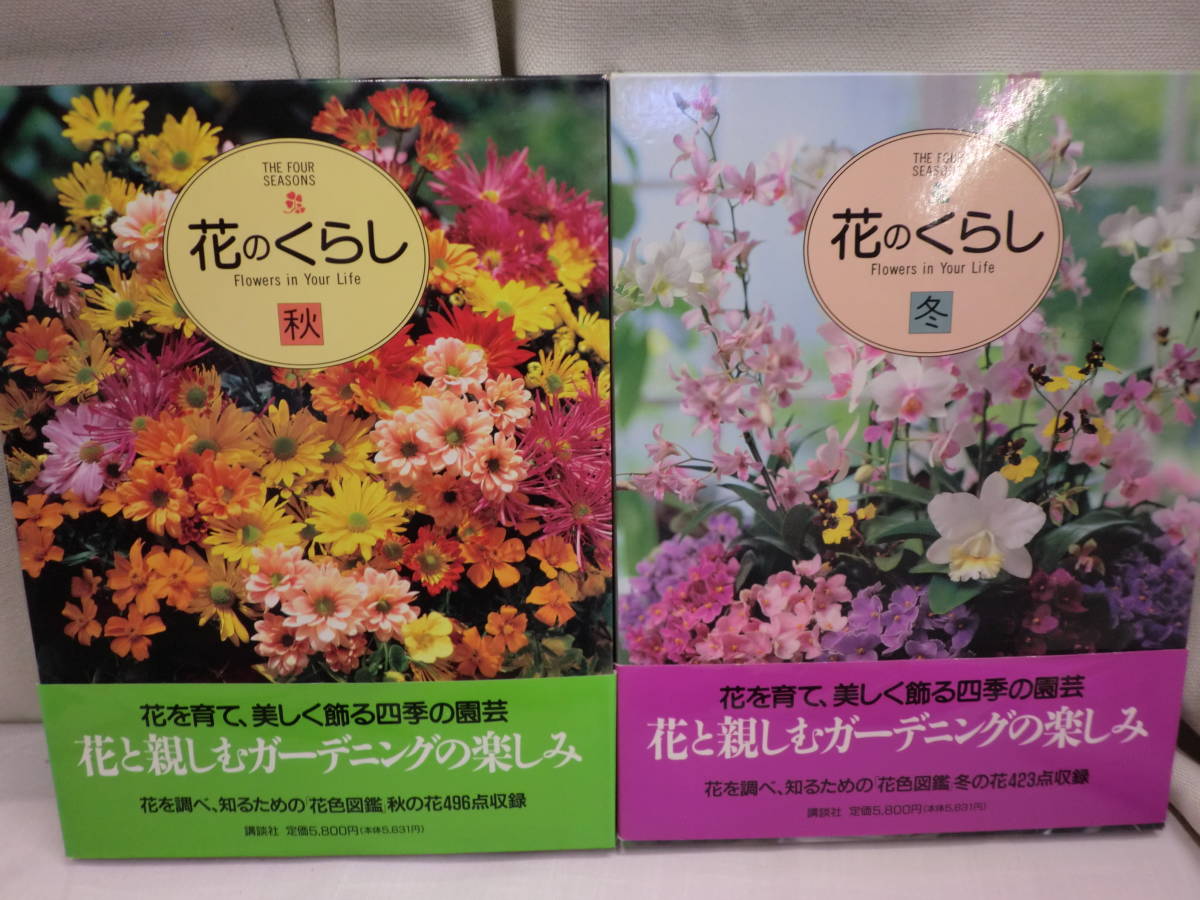 THE FOUR
SEASONS
花のくらし
Flowers in Your Life
秋
花を育て、美しく飾る四季の園芸
花と親しむガーデニングの楽しみ
花を調べ、知るための「花色図鑑」秋の花496点収録
講談社 定価5,800円(本体5,631円)
THE FOUR
SEASONS
花のくらし
Flowers in Your Life
冬
花を育て、美しく飾る四季の園芸
花と親しむガーデニングの楽しみ
花を調べ、知るための「花色図鑑」冬の花423点収録
講談社 定価5,800円(本体5,631円)